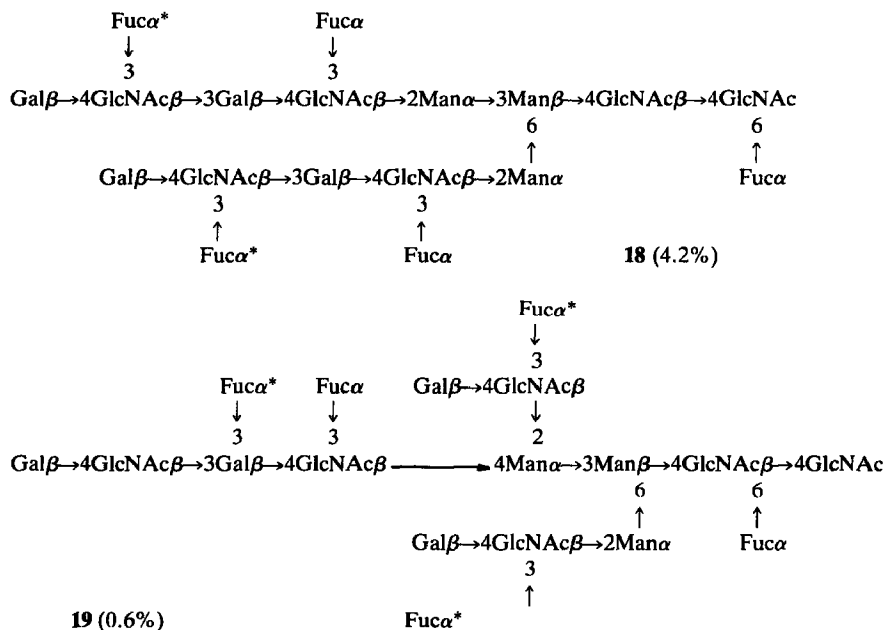 Fucα* Fucα
↓ ↓
3 3
Galβ→4GlcNAcβ→3Galβ→4GlcNAcβ→2Manα→3Manβ→4GlcNAcβ→4GlcNAc
6 6
↑ ↑
Galβ→4GlcNAcβ→3Galβ→4GlcNAcβ→2Manα Fucα
3 3
↑ ↑
Fucα* Fucα 18 (4.2%)
Fucα*
↓
3
Fucα* Fucα Galβ→4GlcNAcβ
↓ ↓ ↓
3 3 2
Galβ→4GlcNAcβ→3Galβ→4GlcNAcβ→4Manα→3Manβ→4GlcNAcβ→4GlcNAc
6 6
↑ ↑
Galβ→4GlcNAcβ→2Manα Fucα
3
↑
19 (0.6%) Fucα*